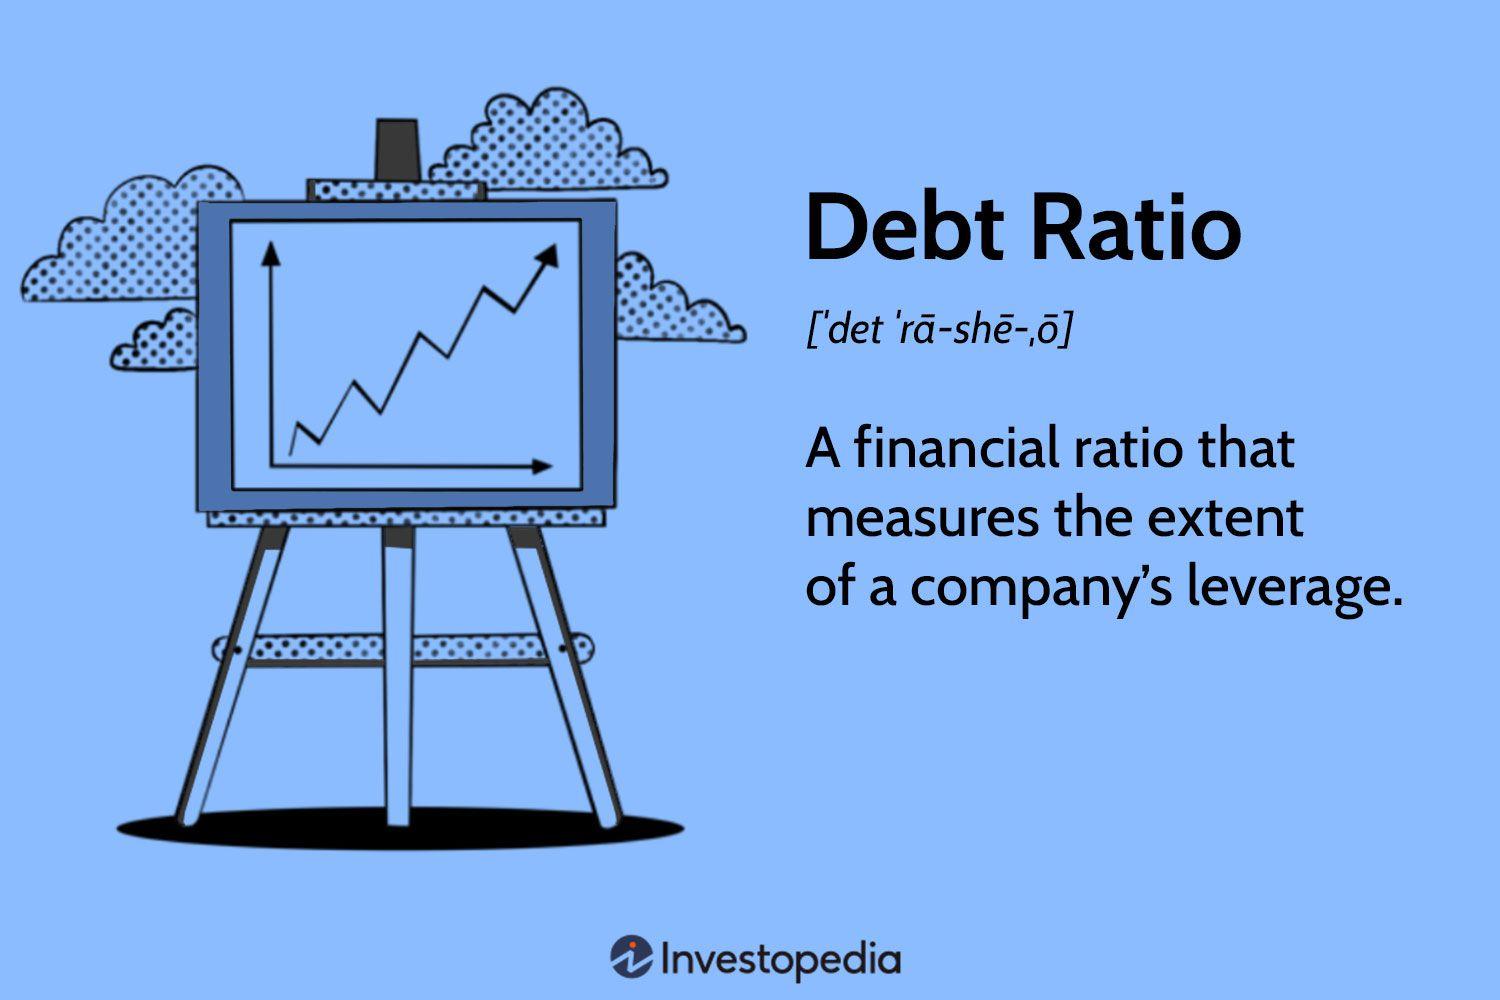 Debt Ratio
[ˈdet ˈrā-shē-ˌō]
A financial ratio that
measures the extent
of a company’s leverage.
Investopedia